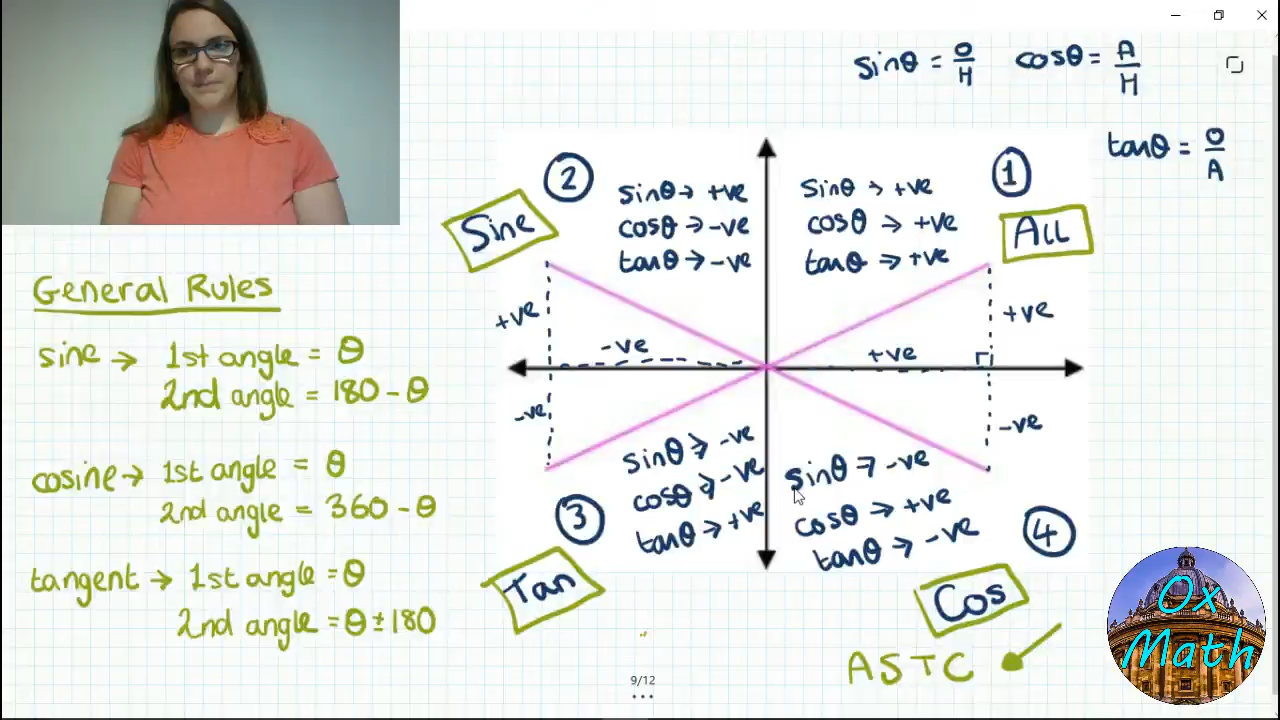 sinθ = O/H cosθ = A/H
tanθ = O/A
2
sinθ → +ve
cosθ → -ve
tanθ → -ve
Sine
1
sinθ → +ve
cosθ → +ve
tanθ → +ve
ALL
General Rules
sine → 1st angle = θ
2nd angle = 180 - θ
cosine → 1st angle = θ
2nd angle = 360 - θ
tangent → 1st angle = θ
2nd angle = θ ± 180
+ve
-ve
+ve
+ve
-ve
-ve
sinθ → -ve
cosθ → -ve
tanθ → +ve
3
Tan
sinθ → -ve
cosθ → +ve
tanθ → -ve
4
Cos
ASTC
9/12
Ox
Math